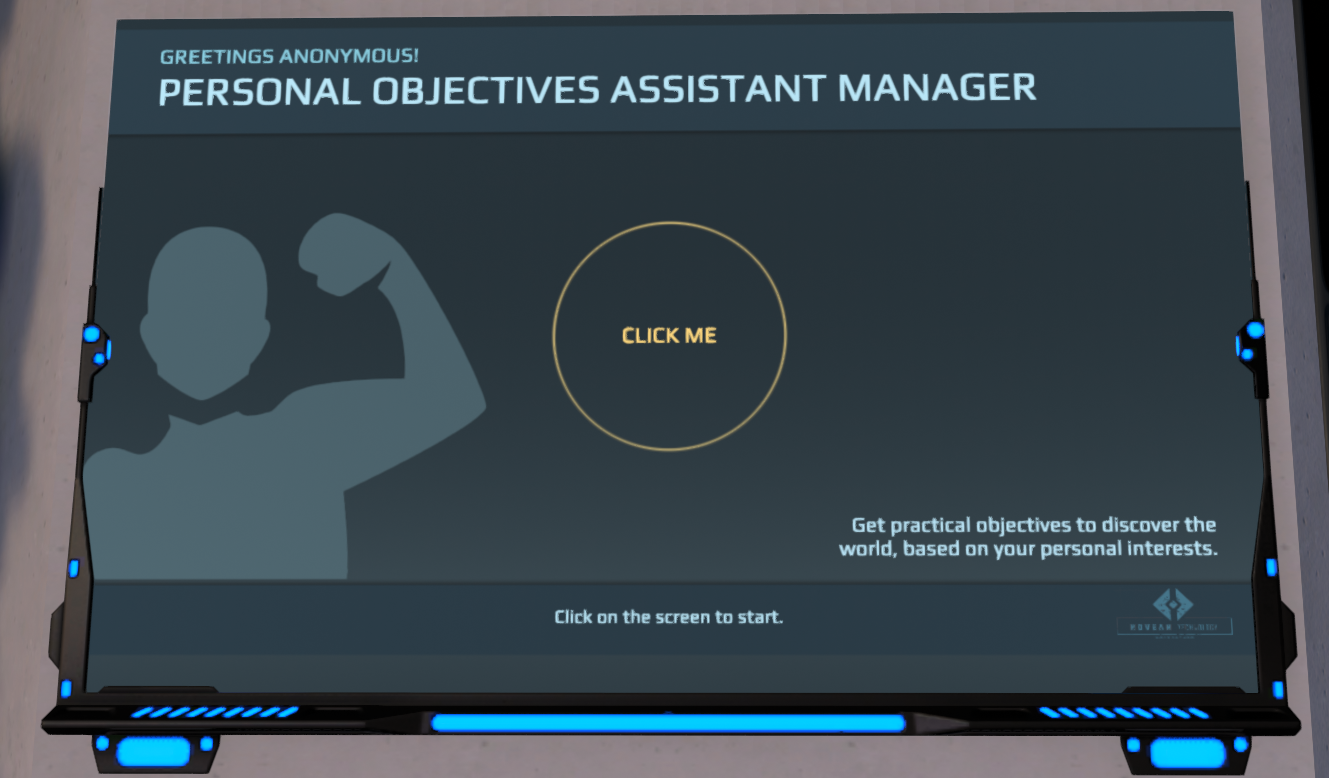 GREETINGS ANONYMOUS!
PERSONAL OBJECTIVES ASSISTANT MANAGER
CLICK ME
Get practical objectives to discover the
world, based on your personal interests.
Click on the screen to start.